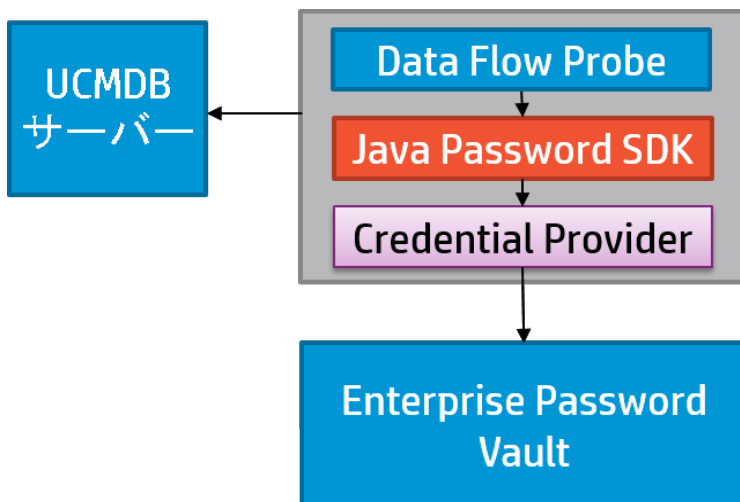 UCMDB
サーバー
Data Flow Probe
Java Password SDK
Credential Provider
Enterprise Password
Vault